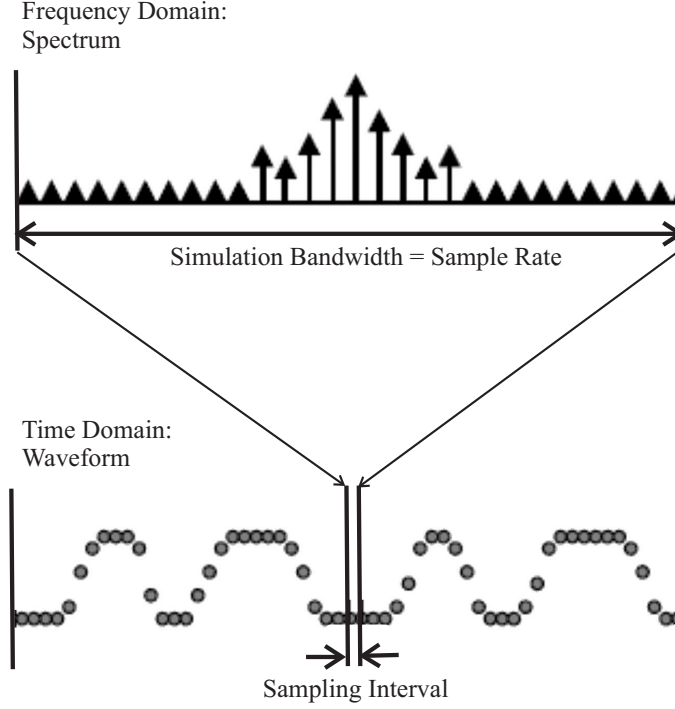 Frequency Domain:
Spectrum
Simulation Bandwidth = Sample Rate
Time Domain:
Waveform
Sampling Interval